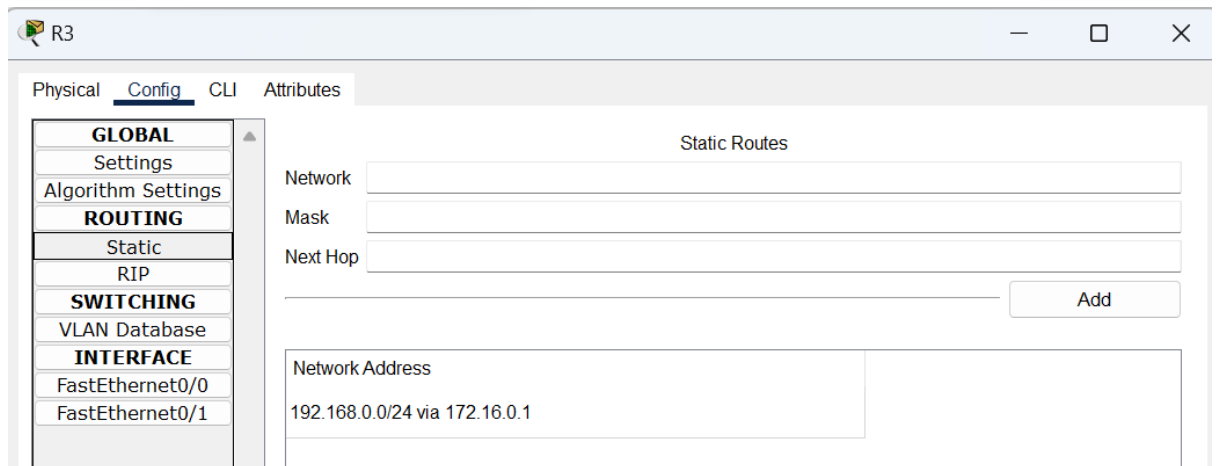 R3
Physical Config CLI Attributes
GLOBAL
Settings
Algorithm Settings
ROUTING
Static
RIP
SWITCHING
VLAN Database
INTERFACE
FastEthernet0/0
FastEthernet0/1
Static Routes
Network
Mask
Next Hop
Add
Network Address
192.168.0.0/24 via 172.16.0.1